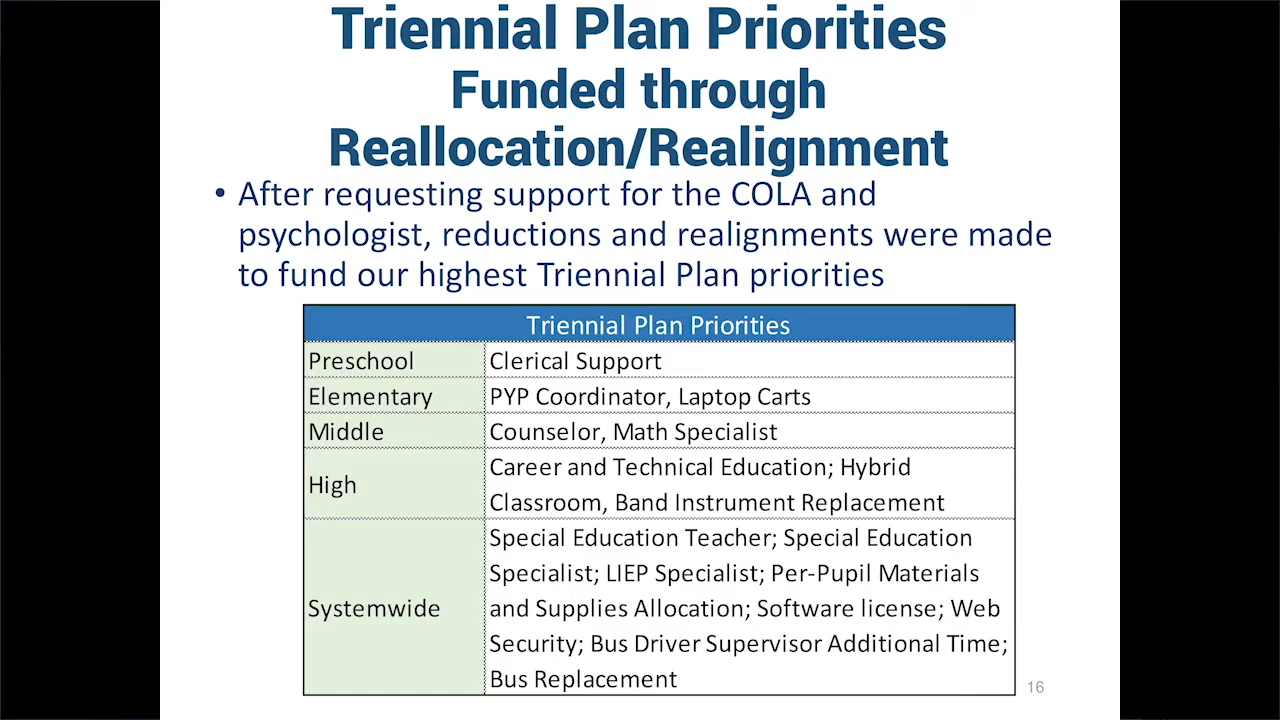 Triennial Plan Priorities
Funded through
Reallocation/Realignment
• After requesting support for the COLA and
psychologist, reductions and realignments were made
to fund our highest Triennial Plan priorities
Triennial Plan Priorities
Preschool
Clerical Support
Elementary
PYP Coordinator, Laptop Carts
Middle
Counselor, Math Specialist
High
Career and Technical Education; Hybrid
Classroom, Band Instrument Replacement
Systemwide
Special Education Teacher; Special Education
Specialist; LIEP Specialist; Per-Pupil Materials
and Supplies Allocation; Software license; Web
Security; Bus Driver Supervisor Additional Time;
Bus Replacement
16